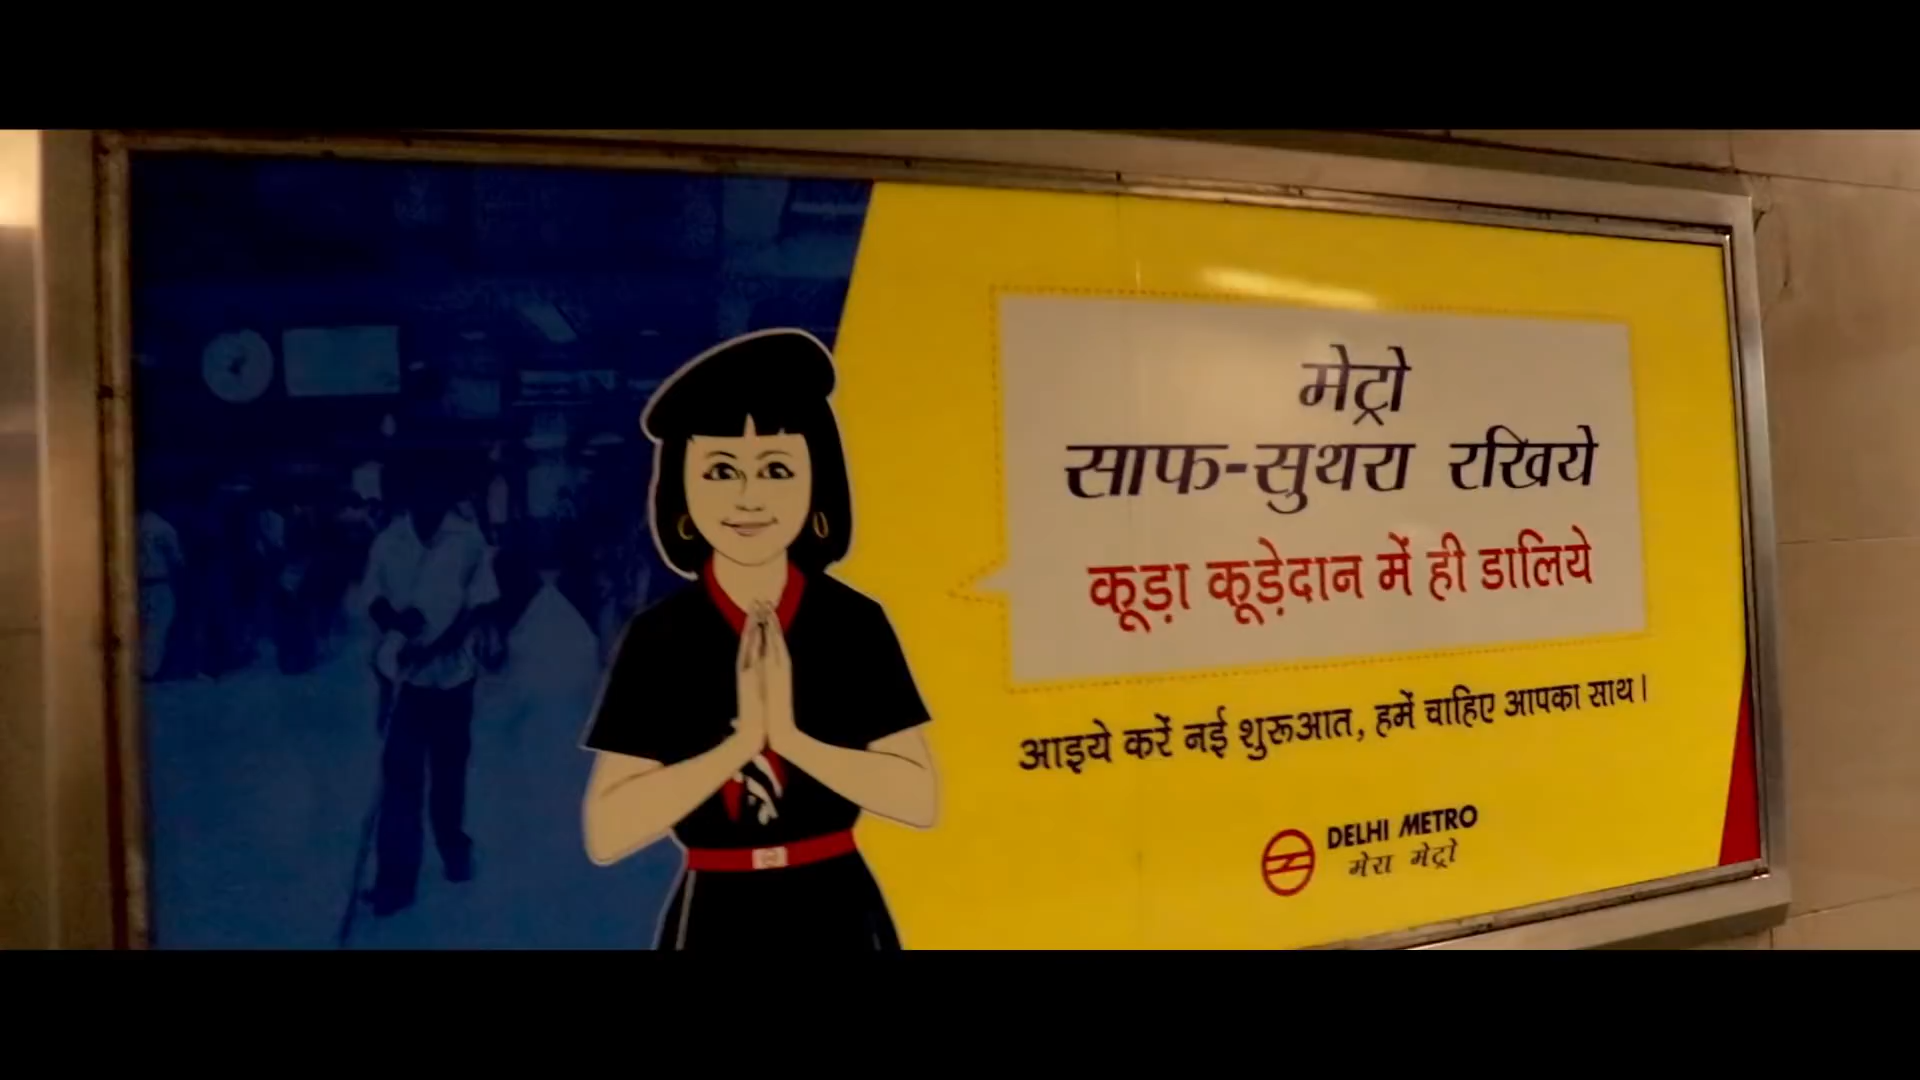 मेट्रो
साफ-सुथरा रखिये
कूड़ा कूड़ेदान में ही डालिये
आइये करें नई शुरूआत, हमें चाहिए आपका साथ।
DELHI METRO
मेरा मेट्रो